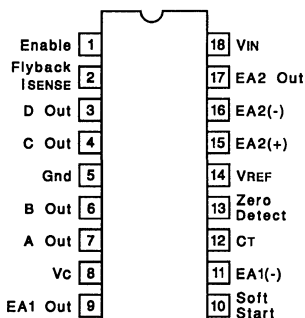 Enable 1 18 VIN
Flyback ISENSE 2 17 EA2 Out
D Out 3 16 EA2(-)
C Out 4 15 EA2(+)
Gnd 5 14 VREF
B Out 6 13 Zero Detect
A Out 7 12 CT
VC 8 11 EA1(-)
EA1 Out 9 10 Soft Start